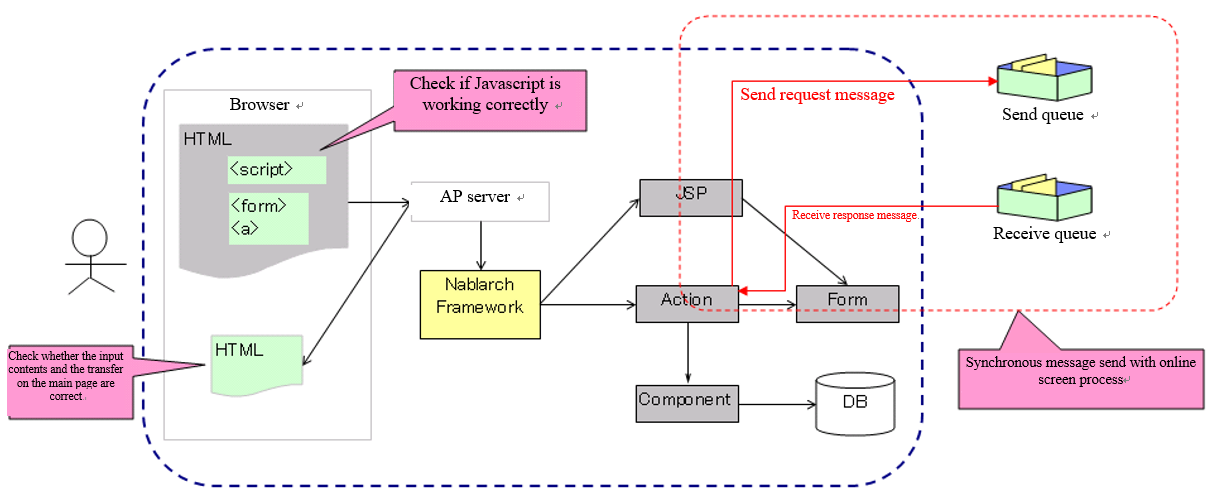 Check if Javascript is
working correctly
Browser
HTML
<script>
<form>
<a>
AP server
Nablarch
Framework
HTML
Check whether the input
contents and the transfer
on the main page are
correct
JSP
Action
Form
Component
DB
Send request message
Send queue
Receive response message
Receive queue
Synchronous message send with online
screen process